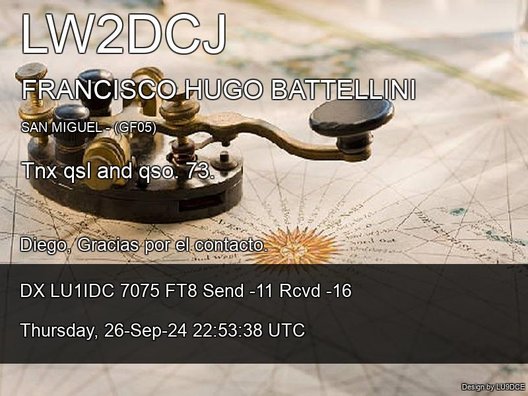 LW2DCJ
FRANCISCO HUGO BATTELLINI
SAN MIGUEL - (GF05)
Tnx qsl and qso. 73.
Diego, Gracias por el contacto
DX LU1IDC 7075 FT8 Send -11 Rcvd -16
Thursday, 26-Sep-24 22:53:38 UTC
Design by LU9DCE